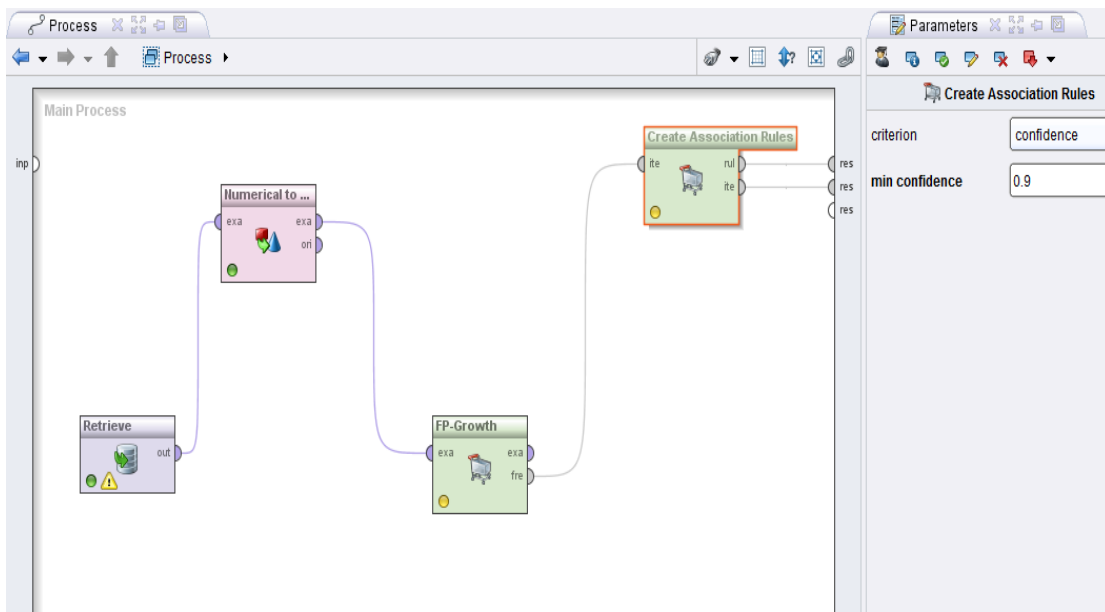 Process
Parameters
Process
Create Association Rules
Main Process
criterion
confidence
inp
Create Association Rules
ite
rul
res
min confidence
0.9
ite
res
res
Numerical to ...
exa
exa
ori
Retrieve
out
FP-Growth
exa
exa
fre